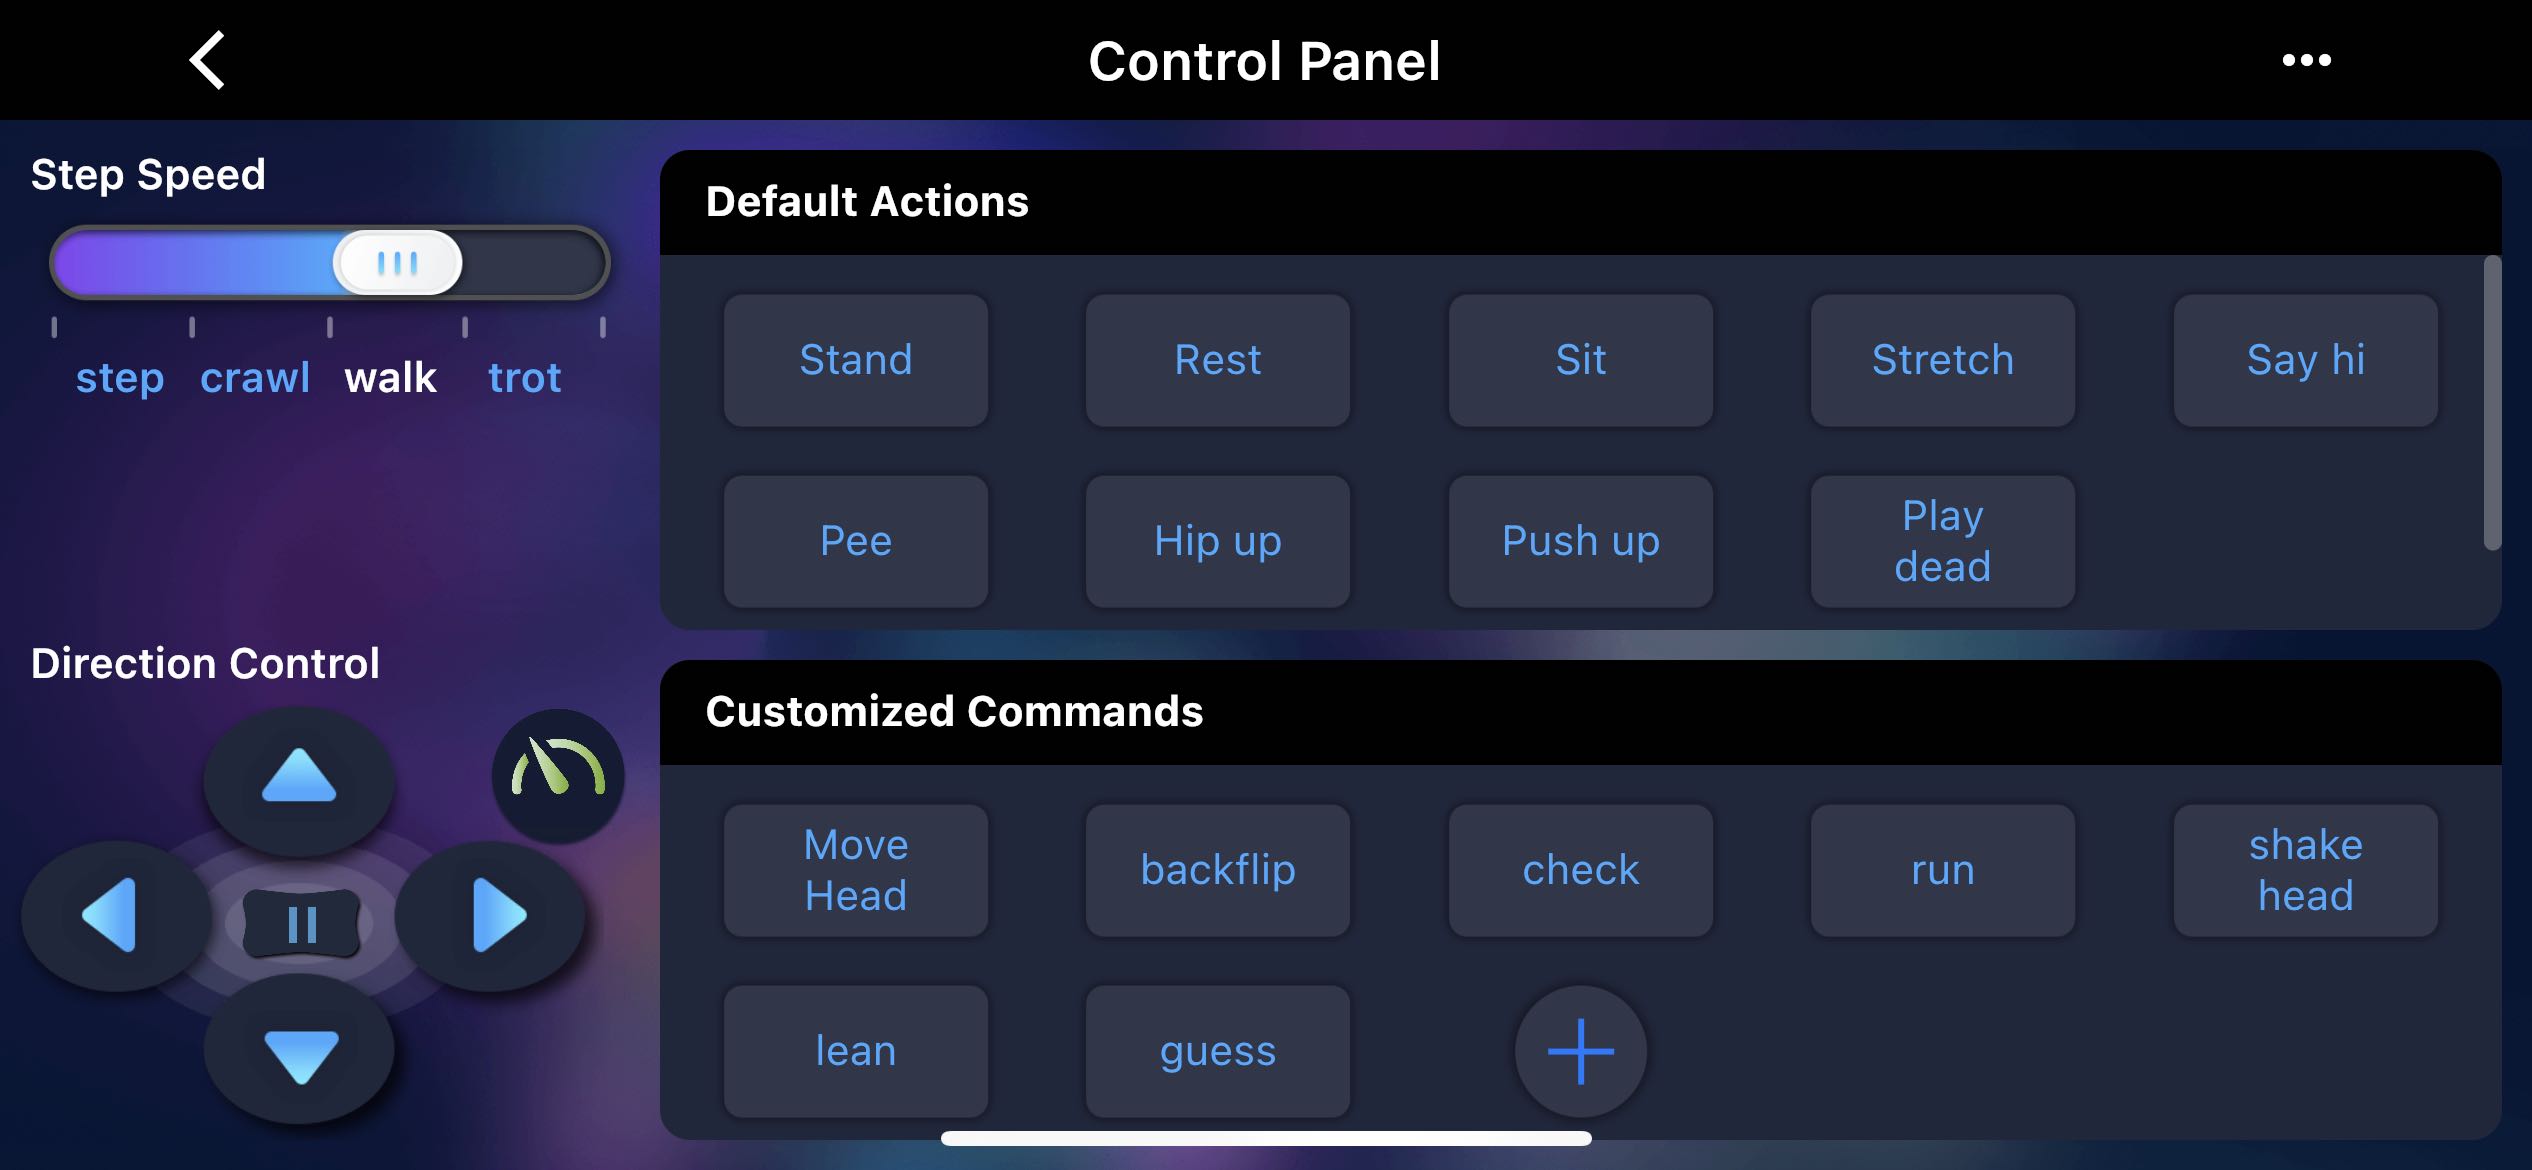 Control Panel
Step Speed
step crawl walk trot
Direction Control
Default Actions
Stand Rest Sit Stretch Say hi
Pee Hip up Push up Play
dead
Customized Commands
Move
Head
backflip check run shake
head
lean guess